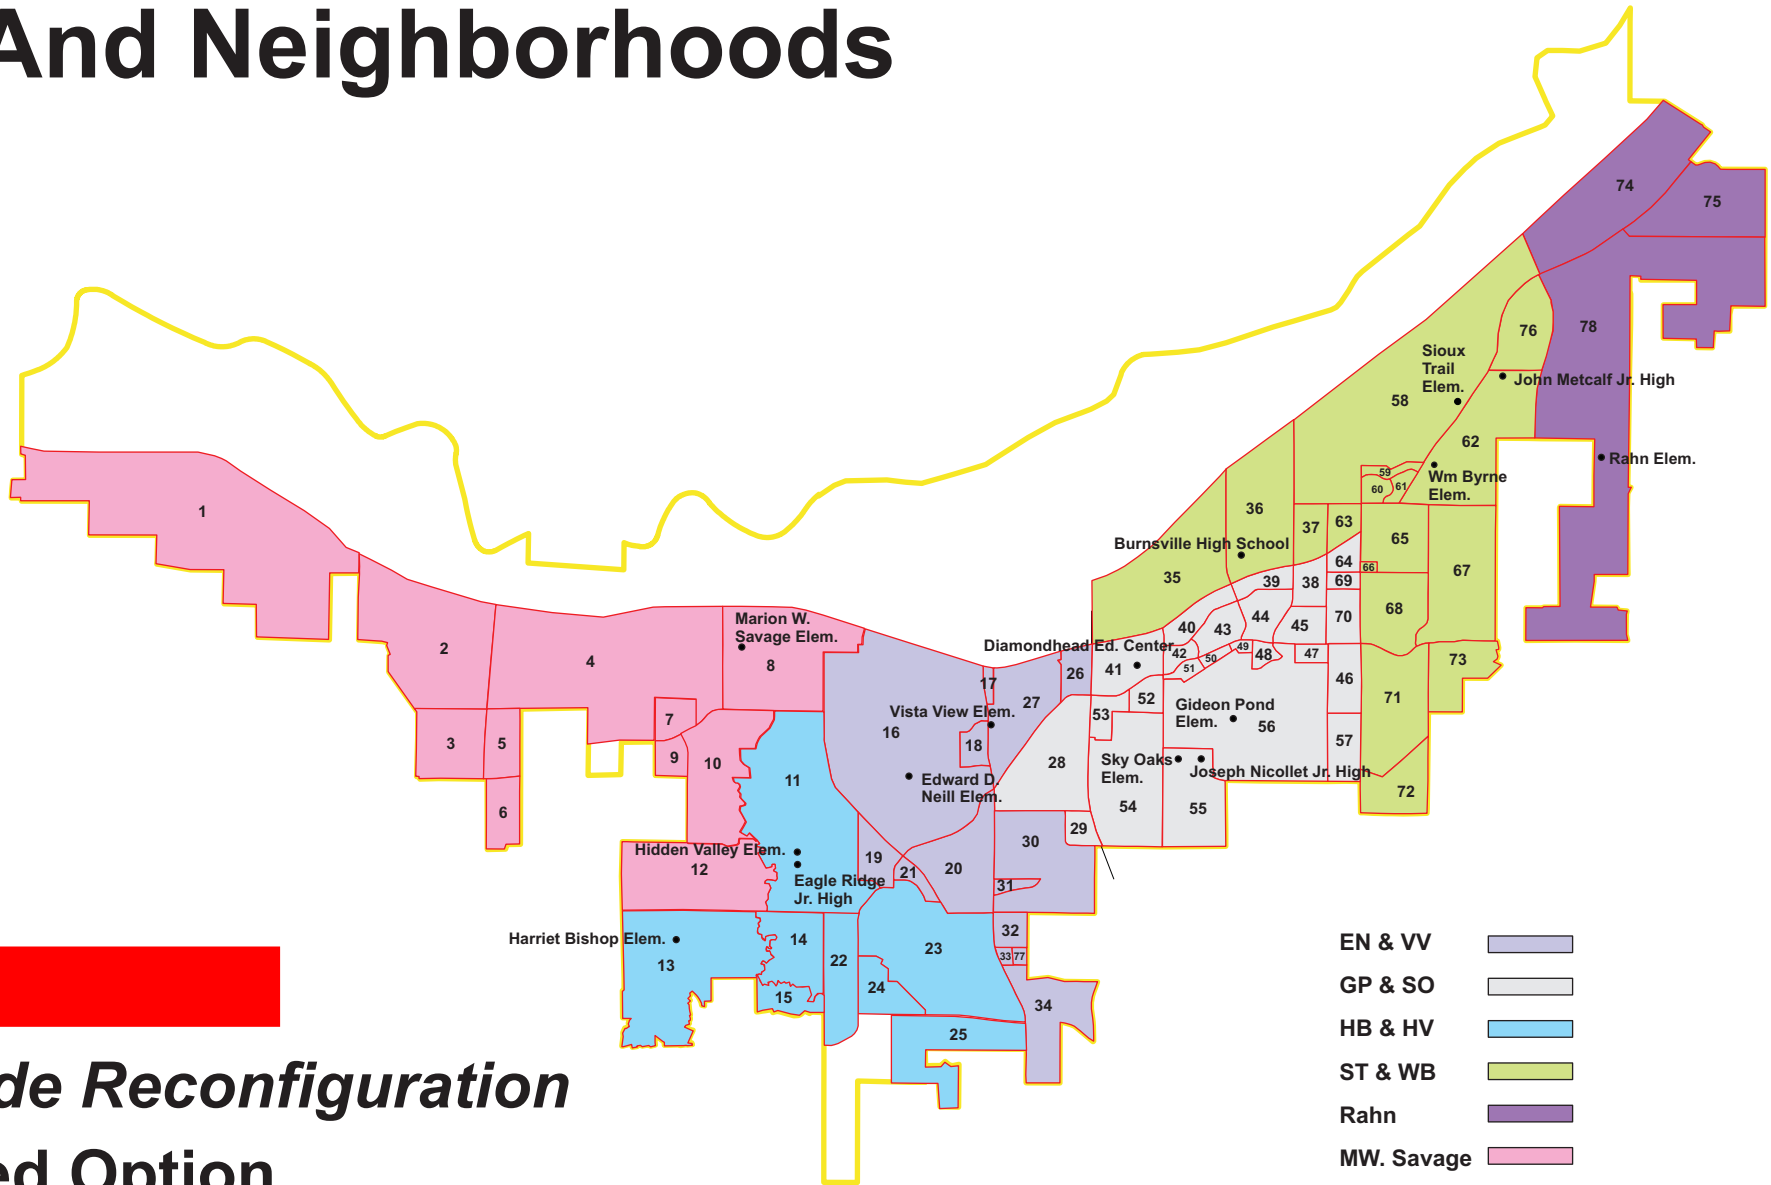 And Neighborhoods
74
75
76
78
Sioux
Trail
Elem.
John Metcalf Jr. High
58
62
Rahn Elem.
59
60
61
Wm Byrne
Elem.
1
36
37
63
65
Burnsville High School
64
66
67
35
39
38
69
68
Marion W.
Savage Elem.
2
4
8
40
43
44
45
70
Diamondhead Ed. Center
41
42
51
50
49
48
47
73
17
26
27
52
46
71
Vista View Elem.
16
18
53
Gideon Pond
Elem.
56
57
3
5
7
9
10
11
28
Sky Oaks
Elem.
Joseph Nicollet Jr. High
Edward D.
Neill Elem.
54
55
72
6
29
30
Hidden Valley Elem.
12
19
21
20
31
Eagle Ridge
Jr. High
Harriet Bishop Elem.
13
14
22
23
32
33
77
15
24
34
25
EN & VV
GP & SO
HB & HV
ST & WB
Rahn
MW. Savage
de Reconfiguration
ed Option